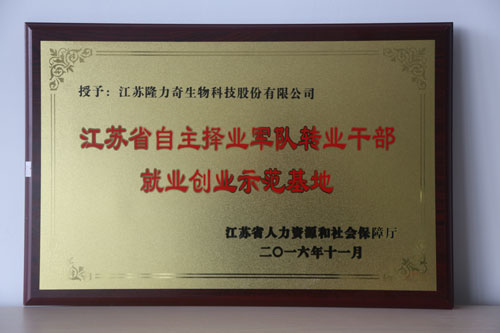 授予：江苏隆力奇生物科技股份有限公司
江苏省自主择业军队转业干部
就业创业示范基地
江苏省人力资源和社会保障厅
二〇一六年十一月